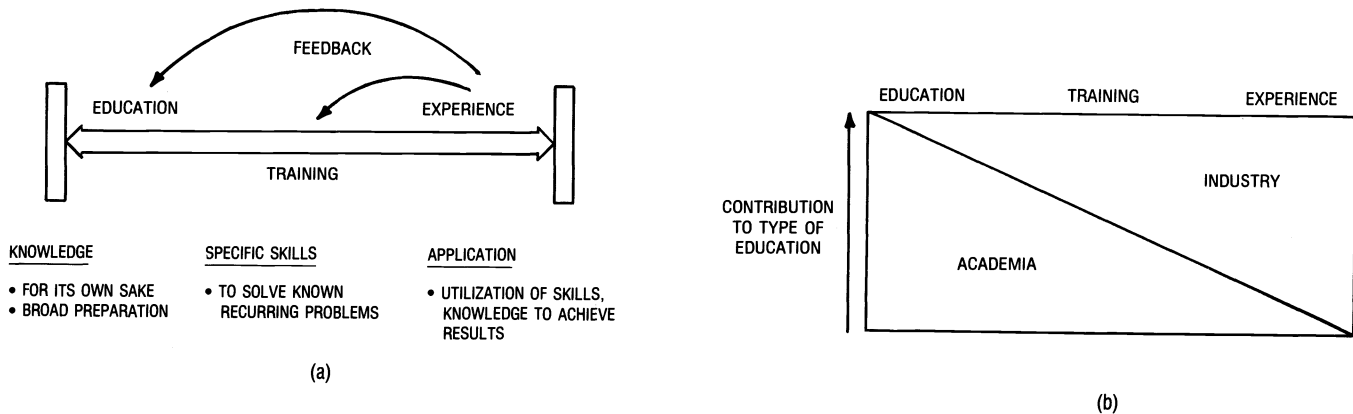 FEEDBACK
EDUCATION
EXPERIENCE
TRAINING
KNOWLEDGE
• FOR ITS OWN SAKE
• BROAD PREPARATION
SPECIFIC SKILLS
• TO SOLVE KNOWN
RECURRING PROBLEMS
APPLICATION
• UTILIZATION OF SKILLS,
KNOWLEDGE TO ACHIEVE
RESULTS
(a)
EDUCATION
TRAINING
EXPERIENCE
CONTRIBUTION
TO TYPE OF
EDUCATION
INDUSTRY
ACADEMIA
(b)